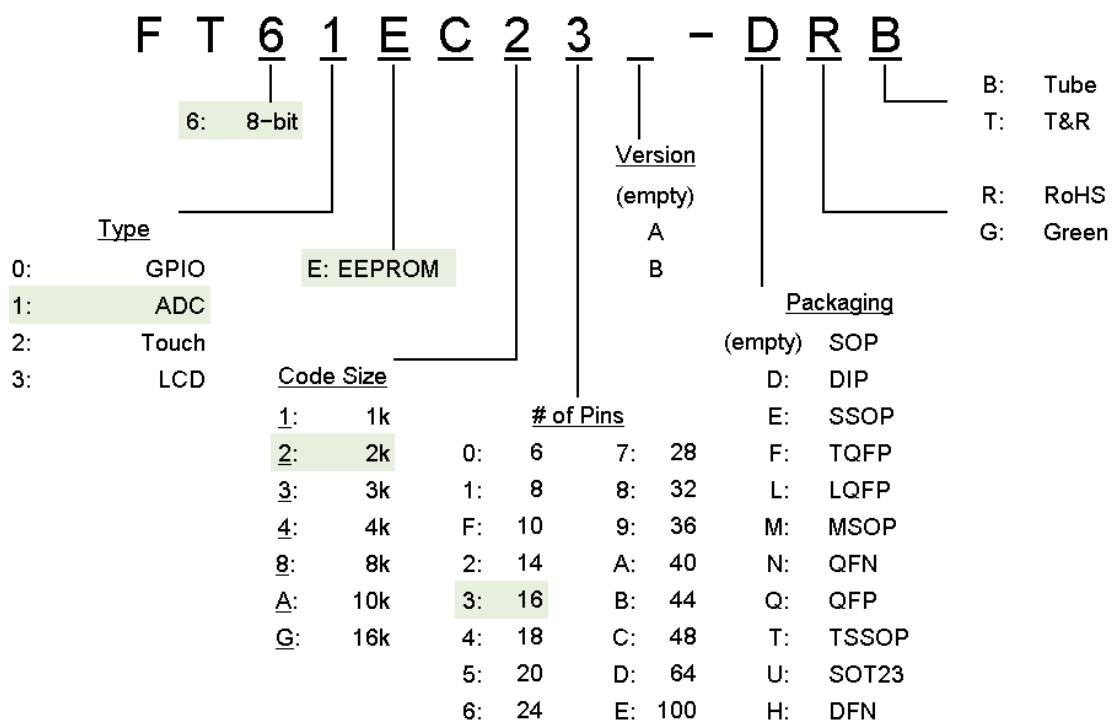 F T 6 1 E C 2 3 _ - D R B
6: 8-bit
B: Tube
T: T&R
R: RoHS
G: Green
Version
(empty)
A
B
Type
0: GPIO
1: ADC
2: Touch
3: LCD
E: EEPROM
Code Size
1: 1k
2: 2k
3: 3k
4: 4k
8: 8k
A: 10k
G: 16k
# of Pins
0: 6 7: 28
1: 8 8: 32
F: 10 9: 36
2: 14 A: 40
3: 16 B: 44
4: 18 C: 48
5: 20 D: 64
6: 24 E: 100
Packaging
(empty) SOP
D: DIP
E: SSOP
F: TQFP
L: LQFP
M: MSOP
N: QFN
Q: QFP
T: TSSOP
U: SOT23
H: DFN